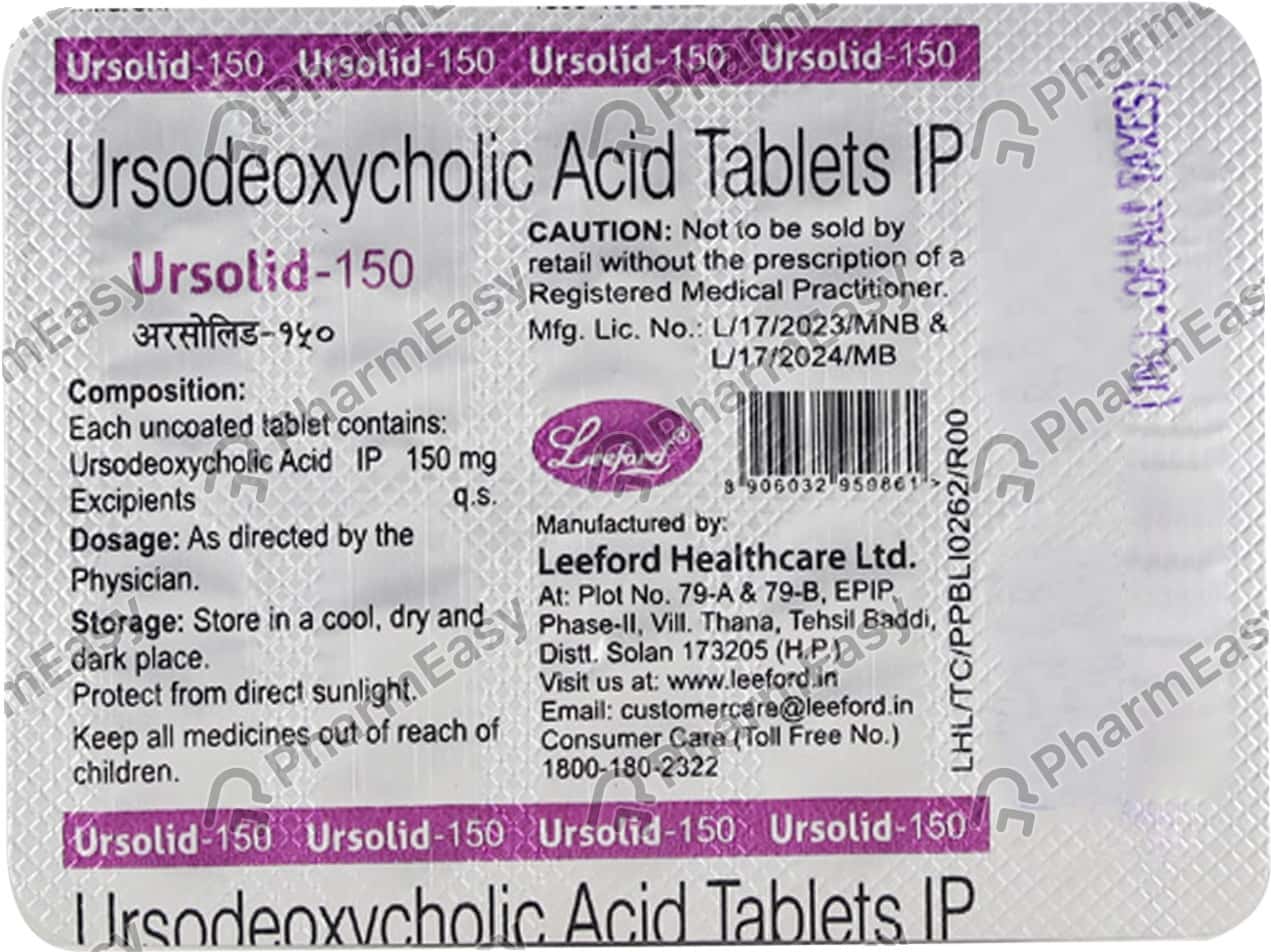 Ursolid-150 Ursolid-150 Ursolid-150 Ursolid-150
Ursodeoxycholic Acid Tablets IP
Ursolid-150
अरसोलिड-१५०
Composition:
Each uncoated tablet contains:
Ursodeoxycholic Acid IP 150 mg
Excipients q.s.
Dosage: As directed by the
Physician.
Storage: Store in a cool, dry and
dark place.
Protect from direct sunlight.
Keep all medicines out of reach of
children.
CAUTION: Not to be sold by
retail without the prescription of a
Registered Medical Practitioner.
Mfg. Lic. No.: L/17/2023/MNB &
L/17/2024/MB
Leeford®
8 906032 959861 >
Manufactured by:
Leeford Healthcare Ltd.
At: Plot No. 79-A & 79-B, EPIP,
Phase-II, Vill. Thana, Tehsil Baddi,
Distt. Solan 173205 (H.P.)
Visit us at: www.leeford.in
Email: customercare@leeford.in
Consumer Care (Toll Free No.)
1800-180-2322
LHL/TC/PPBLI0262/R00
(INCL.OF ALL TAXES)
Ursolid-150 Ursolid-150 Ursolid-150 Ursolid-150
Ursodeoxycholic Acid Tablets IP
PharmEasy